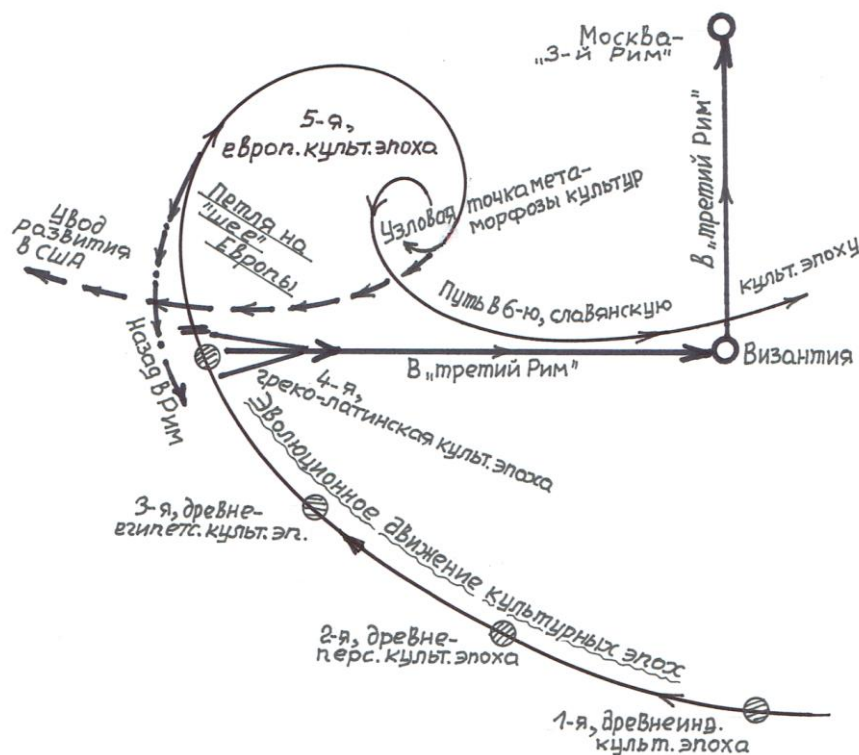 Москва-
„3-й Рим"
5-я,
европ. культ. эпоха
В „третий Рим"
Петля на
"шее"
Европы
Узловая точка мета-
морфозы культур
Увод
развития
в США
Путь в 6-ю, славянскую
культ. эпоху
Назад в Рим
В „третий Рим"
Византия
4-я,
греко-латинская культ. эпоха
Эволюционное движение культурных эпох
3-я, древне-
египетс. культ. эп.
2-я, древне-
перс. культ. эпоха
1-я, древнеинд.
культ. эпоха